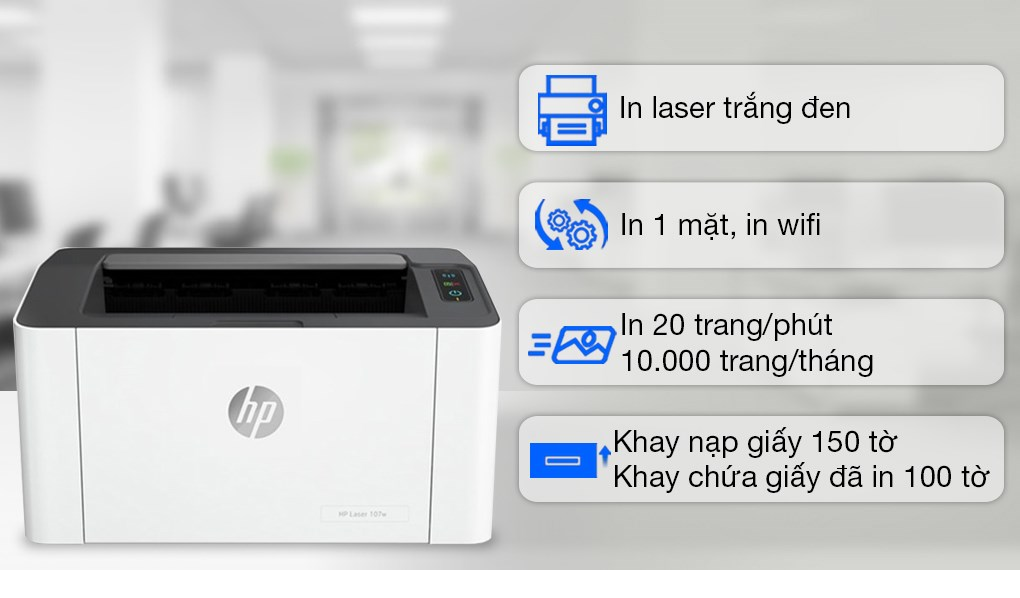 In laser trắng đen
In 1 mặt, in wifi
In 20 trang/phút
10.000 trang/tháng
Khay nạp giấy 150 tờ
Khay chứa giấy đã in 100 tờ
hp
HP Laser 107w